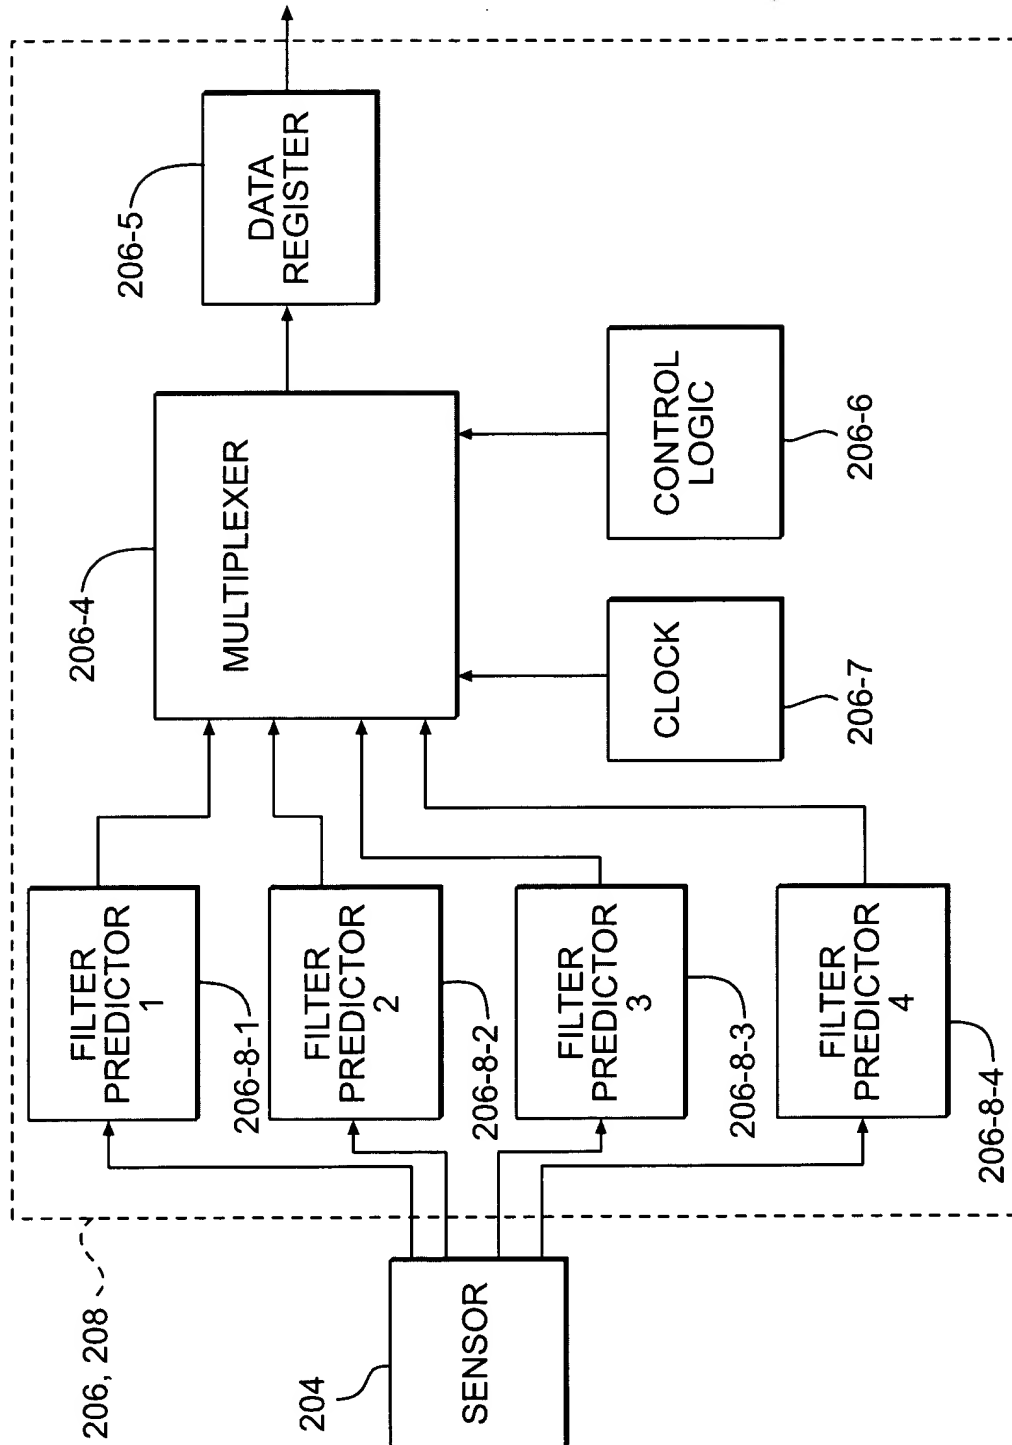 206, 208
204
SENSOR
FILTER
PREDICTOR
1
206-8-1
FILTER
PREDICTOR
2
206-8-2
FILTER
PREDICTOR
3
206-8-3
FILTER
PREDICTOR
4
206-8-4
206-4
MULTIPLEXER
CLOCK
206-7
CONTROL
LOGIC
206-6
206-5
DATA
REGISTER